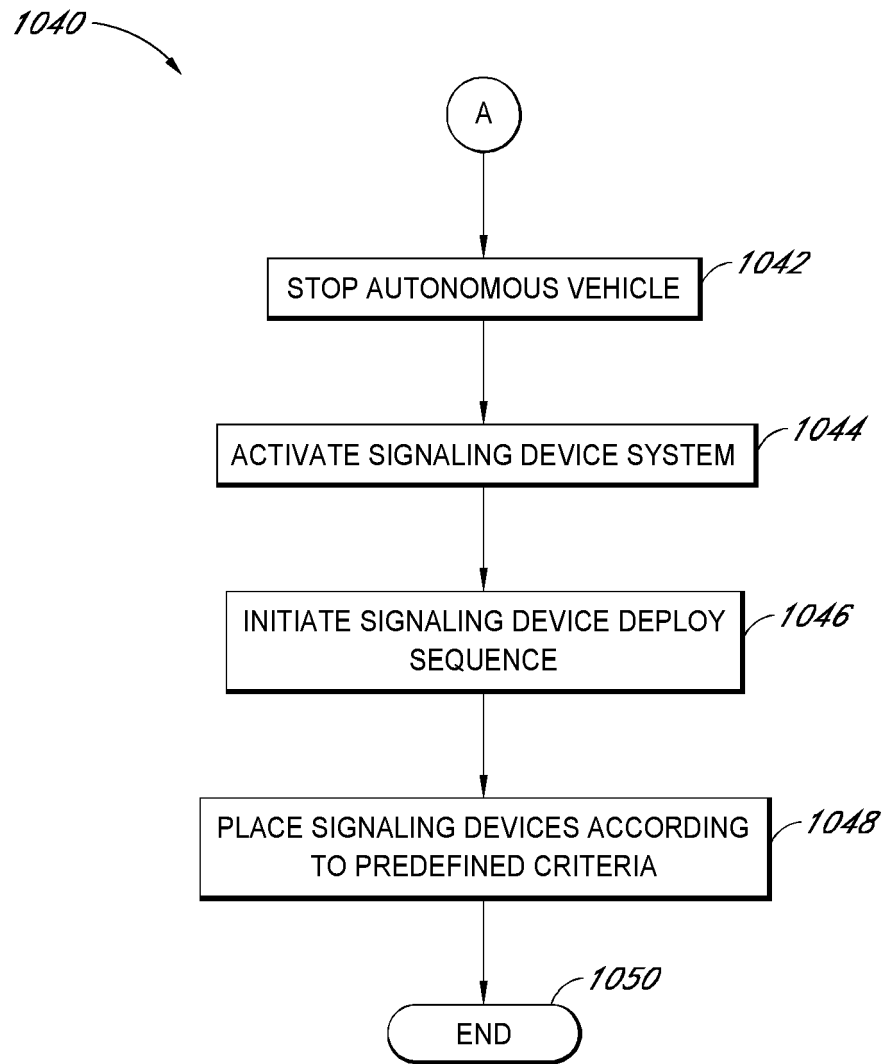 1040
A
STOP AUTONOMOUS VEHICLE
1042
ACTIVATE SIGNALING DEVICE SYSTEM
1044
INITIATE SIGNALING DEVICE DEPLOY
SEQUENCE
1046
PLACE SIGNALING DEVICES ACCORDING
TO PREDEFINED CRITERIA
1048
1050
END